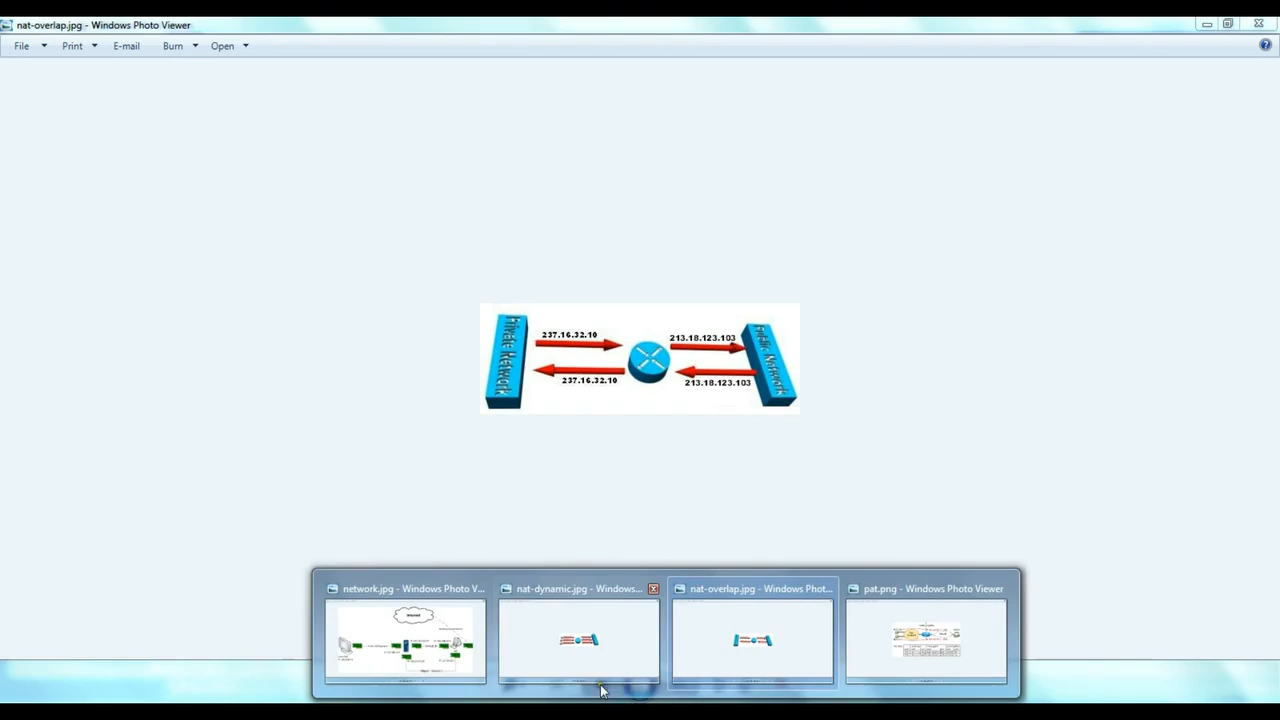 nat-overlap.jpg - Windows Photo Viewer
File Print E-mail Burn Open
Private Network
237.16.32.10
213.18.123.103
Public Network
237.16.32.10
213.18.123.103
network.jpg - Windows Photo V...
nat-dynamic.jpg - Windows...
nat-overlap.jpg - Windows Phot...
pat.png - Windows Photo Viewer